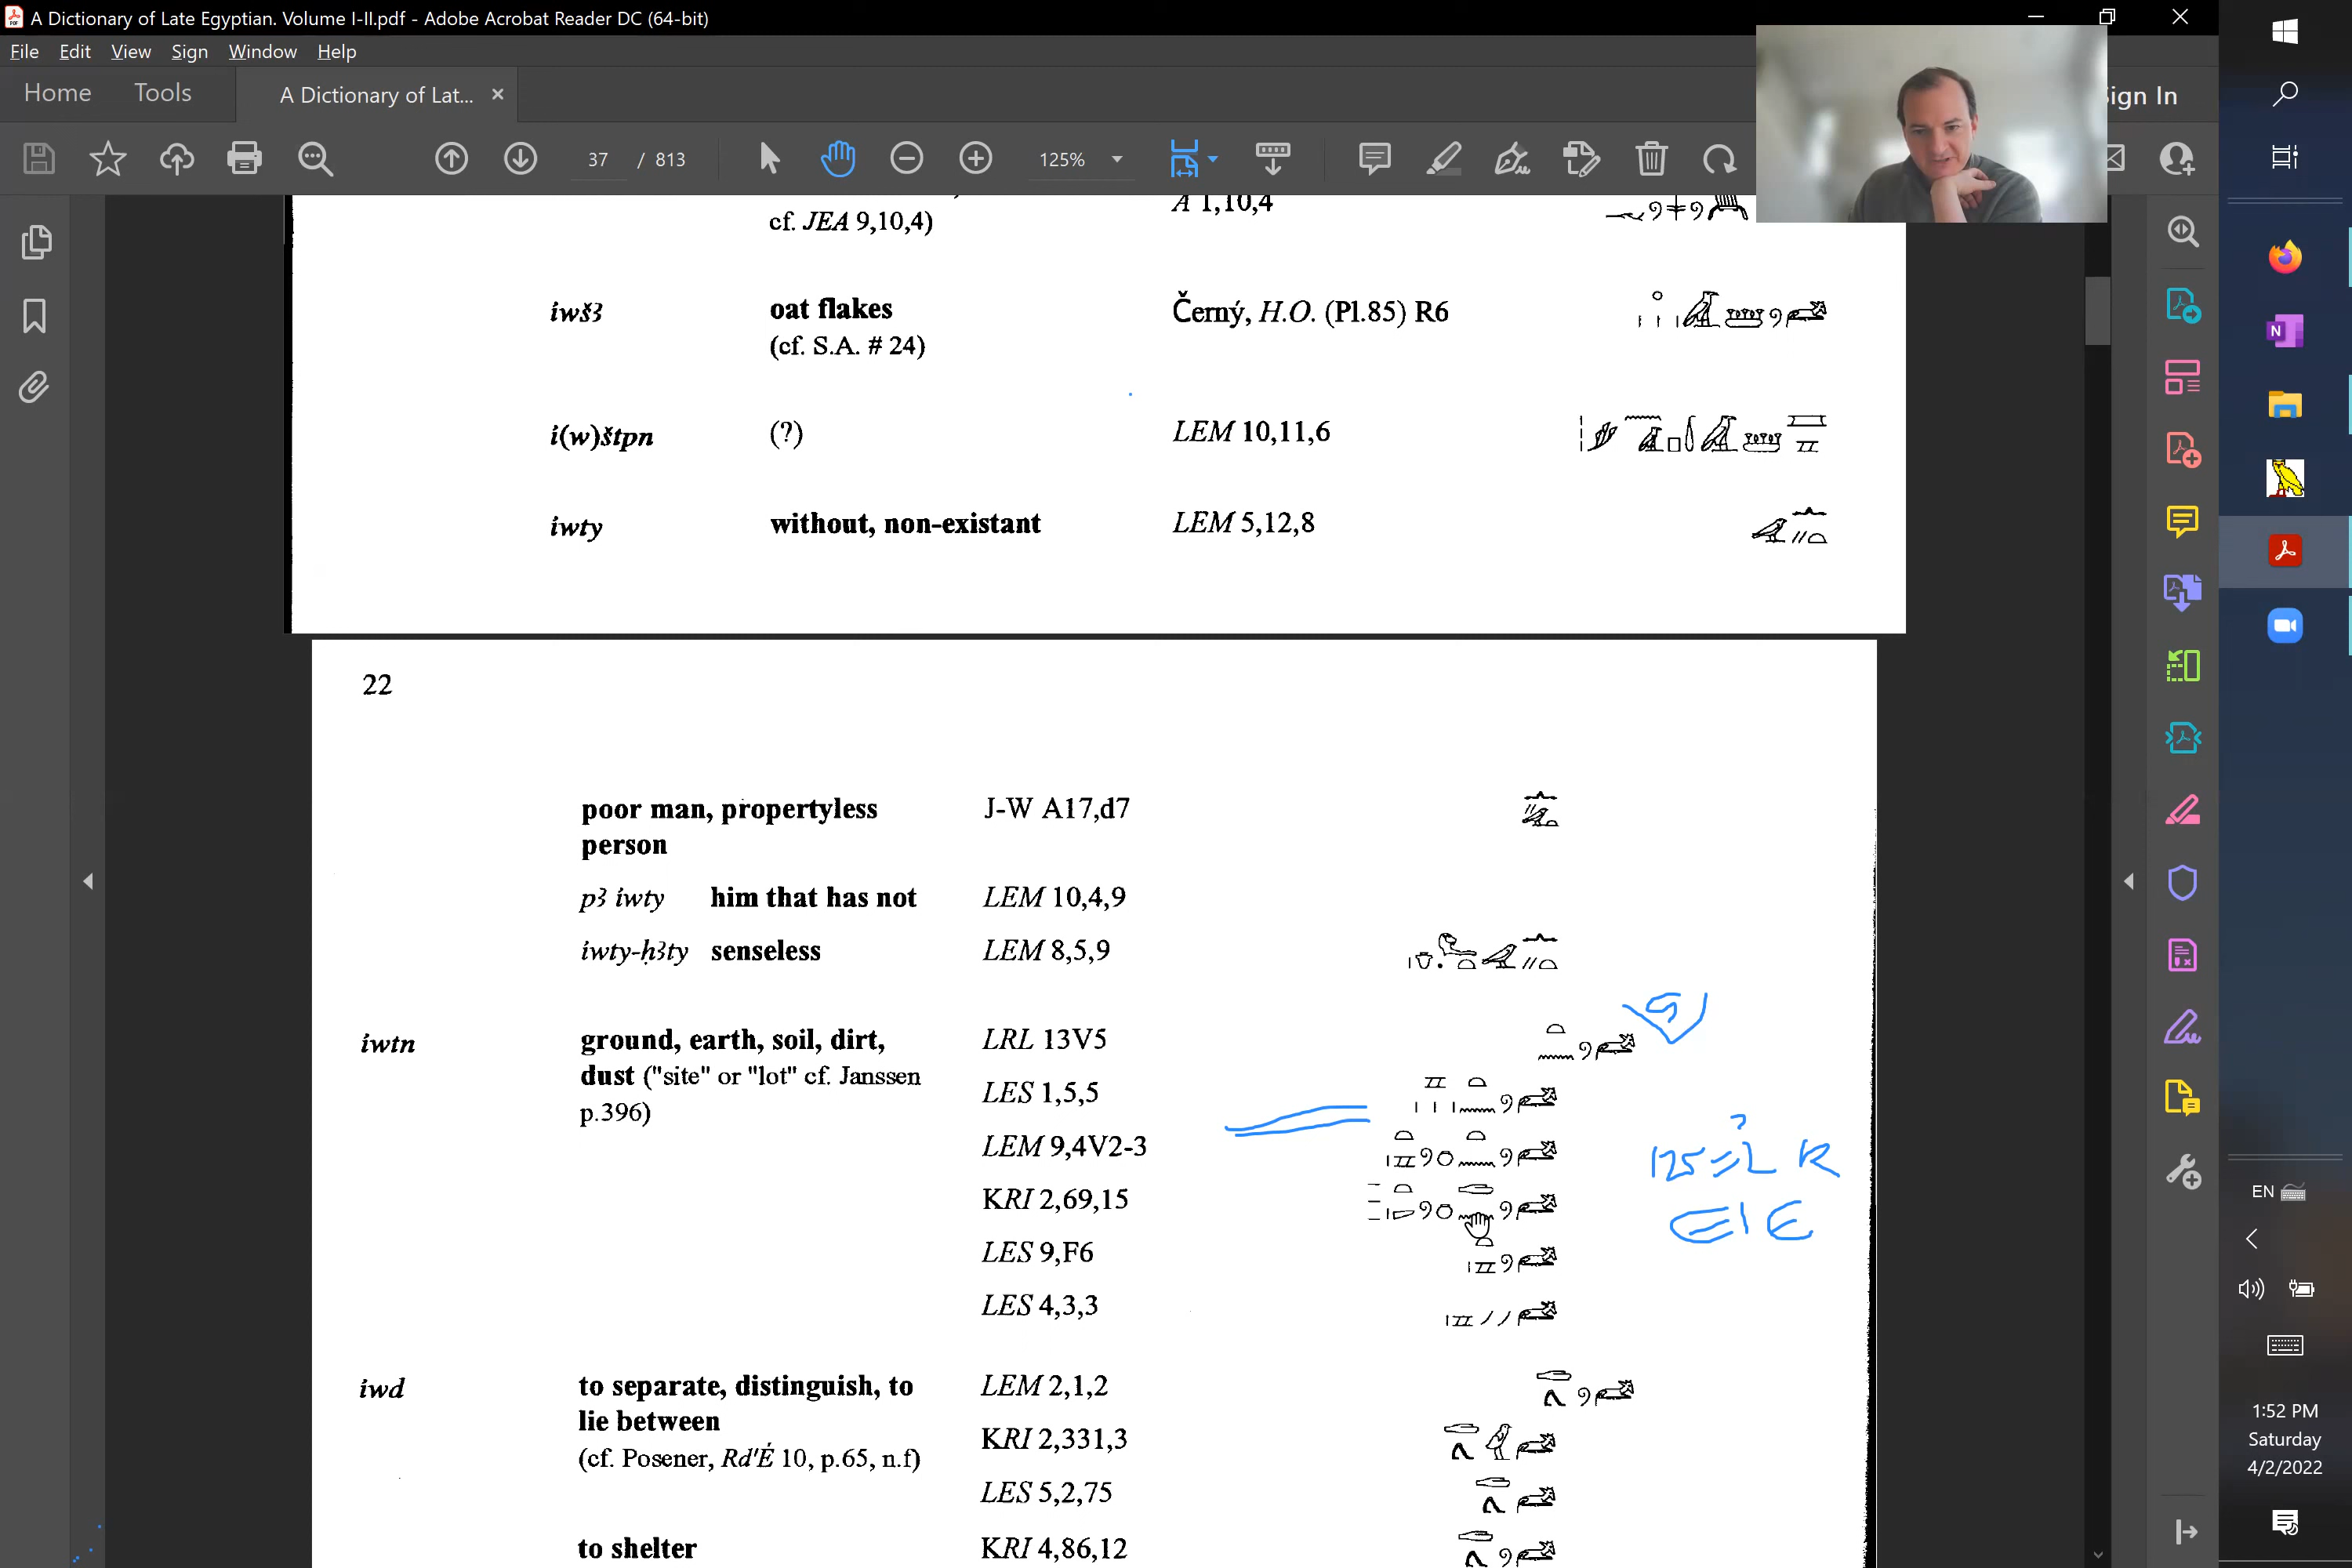 A Dictionary of Late Egyptian. Volume I-II.pdf - Adobe Acrobat Reader DC (64-bit)
File Edit View Sign Window Help
Home Tools A Dictionary of Lat... × Sign In
37 / 813 125%
A 1,10,4
cf. JEA 9,10,4)
iwšꜣ oat flakes Černý, H.O. (Pl.85) R6
(cf. S.A. # 24)
i(w)štpn (?) LEM 10,11,6
iwty without, non-existant LEM 5,12,8
22
poor man, propertyless J-W A17,d7
person
pꜣ iwty him that has not LEM 10,4,9
iwty-ḥꜣty senseless LEM 8,5,9
iwtn ground, earth, soil, dirt, LRL 13V5
dust ("site" or "lot" cf. Janssen LES 1,5,5
p.396)
LEM 9,4V2-3
KRI 2,69,15
LES 9,F6
LES 4,3,3
iwd to separate, distinguish, to LEM 2,1,2
lie between KRI 2,331,3
(cf. Posener, Rd'É 10, p.65, n.f)
LES 5,2,75
to shelter KRI 4,86,12
EN
1:52 PM
Saturday
4/2/2022